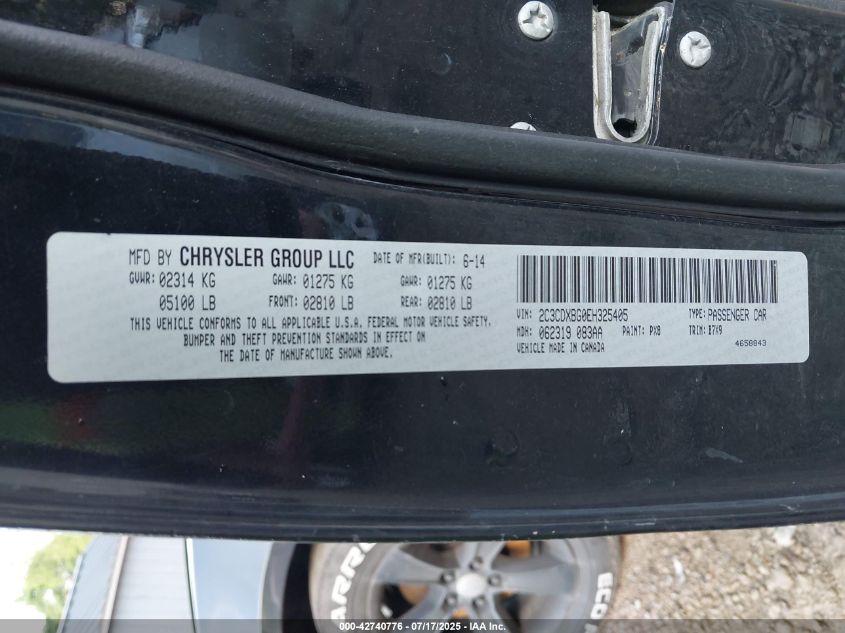 MFD BY CHRYSLER GROUP LLC DATE OF MFR(BUILT): 6-14
GVWR: 02314 KG GAWR: 01275 KG GAWR: 01275 KG
05100 LB FRONT: 02810 LB REAR: 02810 LB
THIS VEHICLE CONFORMS TO ALL APPLICABLE U.S.A. FEDERAL MOTOR VEHICLE SAFETY,
BUMPER AND THEFT PREVENTION STANDARDS IN EFFECT ON
THE DATE OF MANUFACTURE SHOWN ABOVE.
VIN: 2C3CDXBG0EH325405 TYPE: PASSENGER CAR
MDH: 062319 083AA PAINT: PX8 TRIM: B7X9
VEHICLE MADE IN CANADA 4658843
ECO
000-42740776 - 07/17/2025 - IAA Inc.